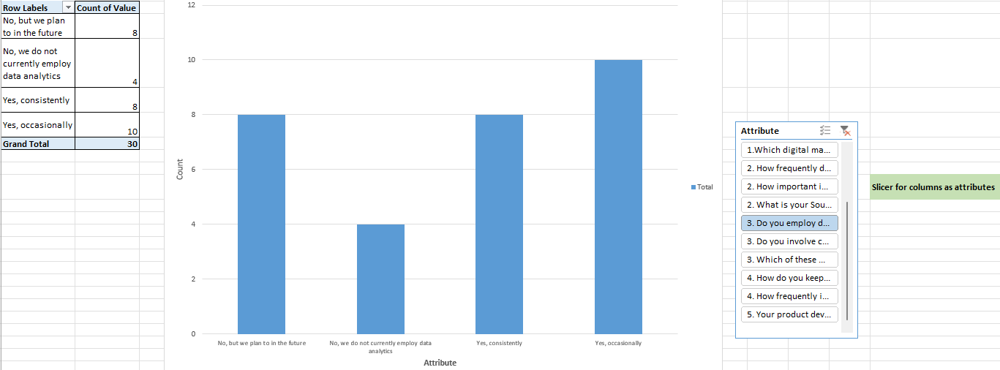 Row Labels Count of Value
No, but we plan
to in the future 8
No, we do not
currently employ
data analytics 4
Yes, consistently 8
Yes, occasionally 10
Grand Total 30
12
10
8
6
4
2
0
Count
No, but we plan to in the future
No, we do not currently employ data
analytics
Yes, consistently
Yes, occasionally
Attribute
Total
Attribute
1.Which digital ma...
2. How frequently d...
2. How important i...
2. What is your Sou...
3. Do you employ d...
3. Do you involve c...
3. Which of these ...
4. How do you keep...
4. How frequently i...
5. Your product dev...
Slicer for columns as attributes